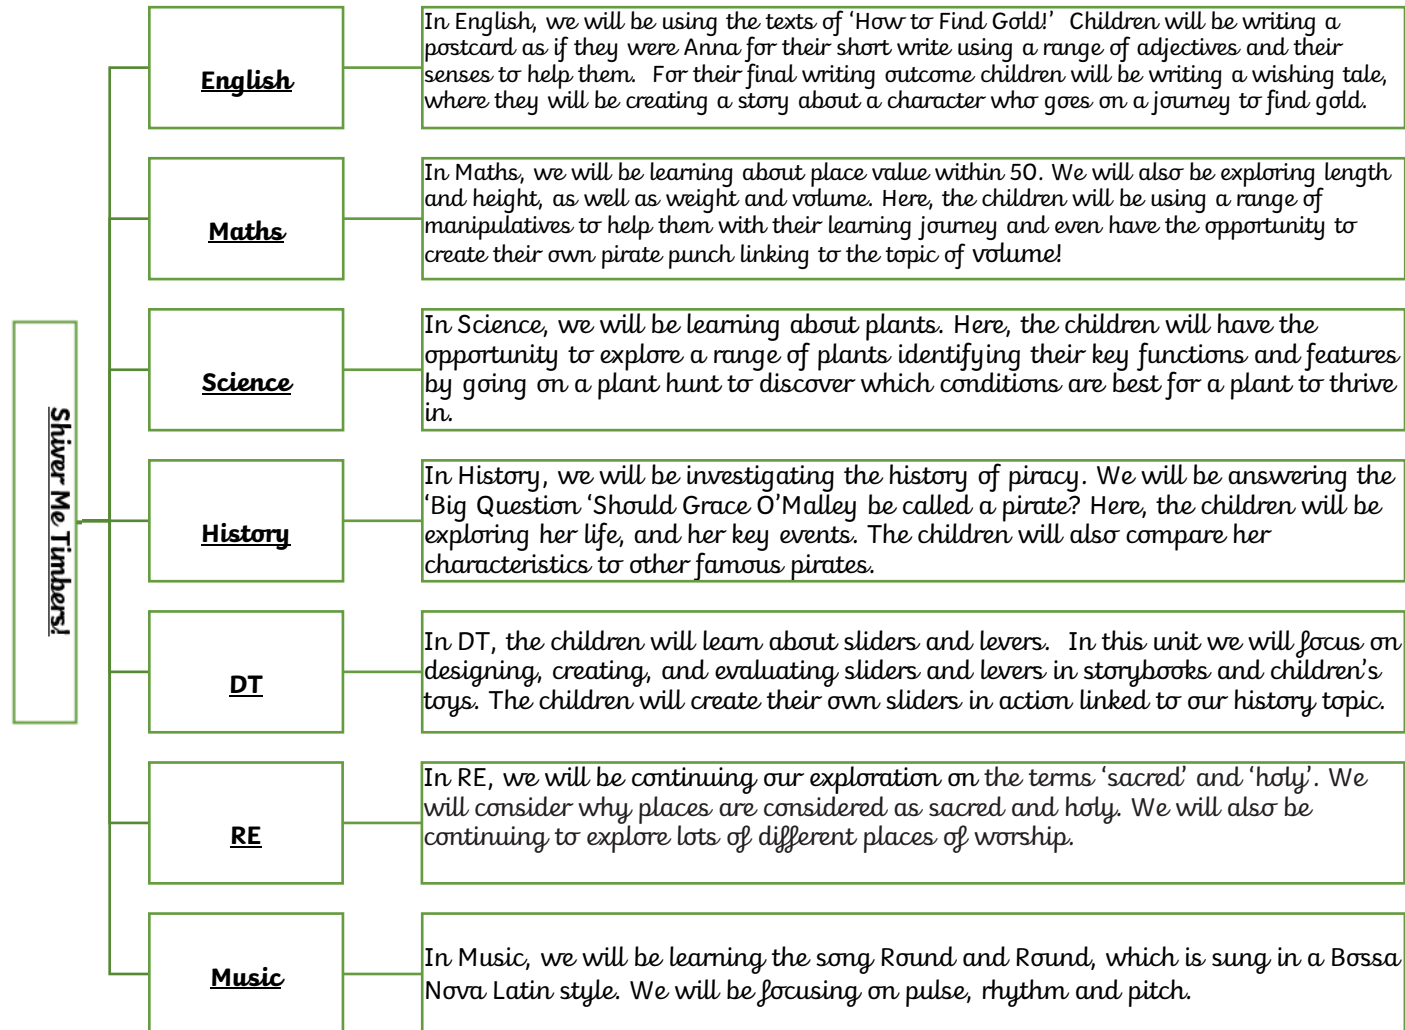 Shiver Me Timbers!
English
In English, we will be using the texts of ‘How to Find Gold!’ Children will be writing a
postcard as if they were Anna for their short write using a range of adjectives and their
senses to help them. For their final writing outcome children will be writing a wishing tale,
where they will be creating a story about a character who goes on a journey to find gold.
Maths
In Maths, we will be learning about place value within 50. We will also be exploring length
and height, as well as weight and volume. Here, the children will be using a range of
manipulatives to help them with their learning journey and even have the opportunity to
create their own pirate punch linking to the topic of volume!
Science
In Science, we will be learning about plants. Here, the children will have the
opportunity to explore a range of plants identifying their key functions and features
by going on a plant hunt to discover which conditions are best for a plant to thrive
in.
History
In History, we will be investigating the history of piracy. We will be answering the
‘Big Question ‘Should Grace O’Malley be called a pirate? Here, the children will be
exploring her life, and her key events. The children will also compare her
characteristics to other famous pirates.
DT
In DT, the children will learn about sliders and levers. In this unit we will focus on
designing, creating, and evaluating sliders and levers in storybooks and children’s
toys. The children will create their own sliders in action linked to our history topic.
RE
In RE, we will be continuing our exploration on the terms ‘sacred’ and ‘holy’. We
will consider why places are considered as sacred and holy. We will also be
continuing to explore lots of different places of worship.
Music
In Music, we will be learning the song Round and Round, which is sung in a Bossa
Nova Latin style. We will be focusing on pulse, rhythm and pitch.